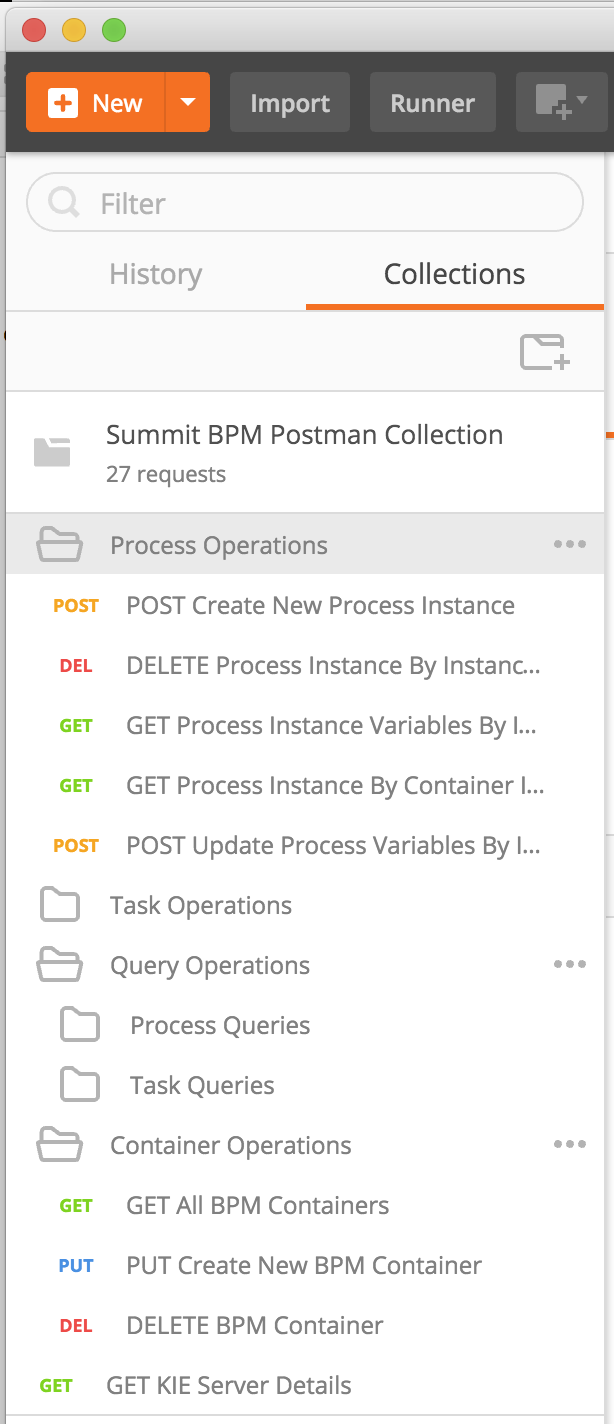 New
Import
Runner
Filter
History
Collections
Summit BPM Postman Collection
27 requests
Process Operations
POST POST Create New Process Instance
DEL DELETE Process Instance By Instanc...
GET GET Process Instance Variables By I...
GET GET Process Instance By Container I...
POST POST Update Process Variables By I...
Task Operations
Query Operations
Process Queries
Task Queries
Container Operations
GET GET All BPM Containers
PUT PUT Create New BPM Container
DEL DELETE BPM Container
GET GET KIE Server Details